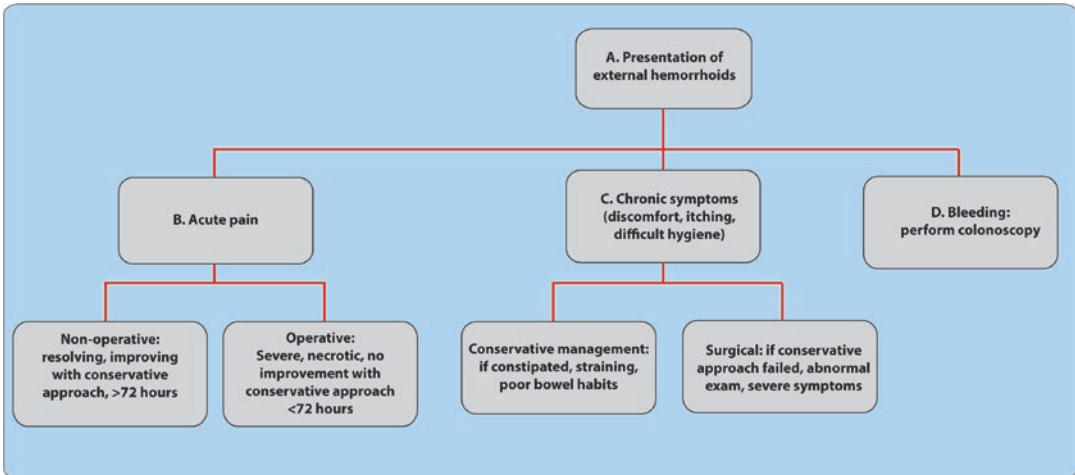 A. Presentation of
external hemorrhoids
B. Acute pain
C. Chronic symptoms
(discomfort, itching,
difficult hygiene)
D. Bleeding:
perform colonoscopy
Non-operative:
resolving, improving
with conservative
approach, >72 hours
Operative:
Severe, necrotic, no
improvement with
conservative approach
<72 hours
Conservative management:
if constipated, straining,
poor bowel habits
Surgical: if conservative
approach failed, abnormal
exam, severe symptoms